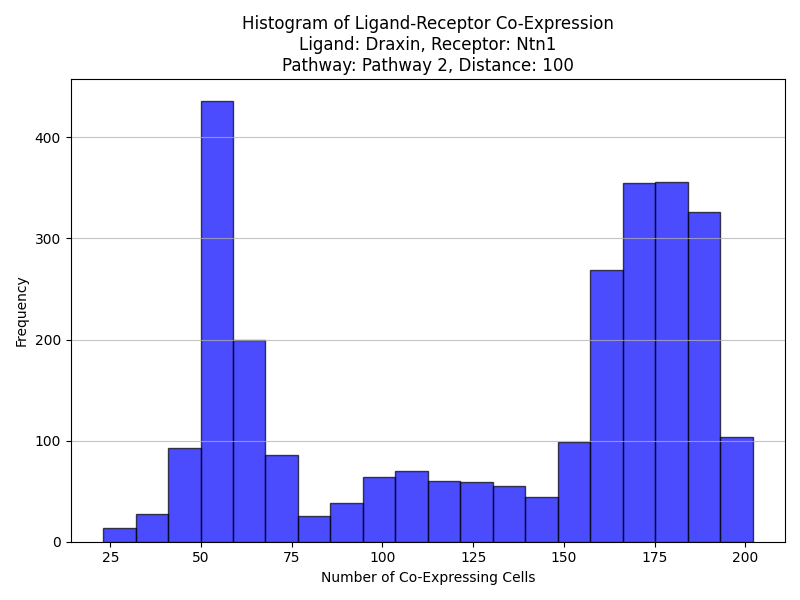 Histogram of Ligand-Receptor Co-Expression
Ligand: Draxin, Receptor: Ntn1
Pathway: Pathway 2, Distance: 100
Frequency
400
300
200
100
0
25 50 75 100 125 150 175 200
Number of Co-Expressing Cells